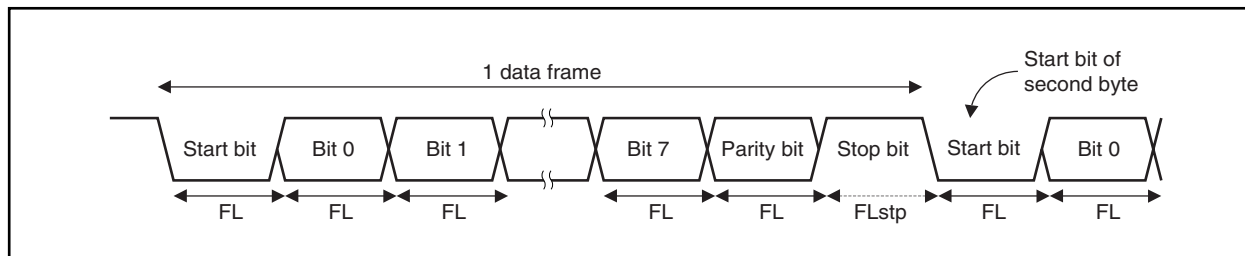 1 data frame
Start bit of
second byte
Start bit
Bit 0
Bit 1
Bit 7
Parity bit
Stop bit
Start bit
Bit 0
FL
FL
FL
FL
FL
FLstp
FL
FL